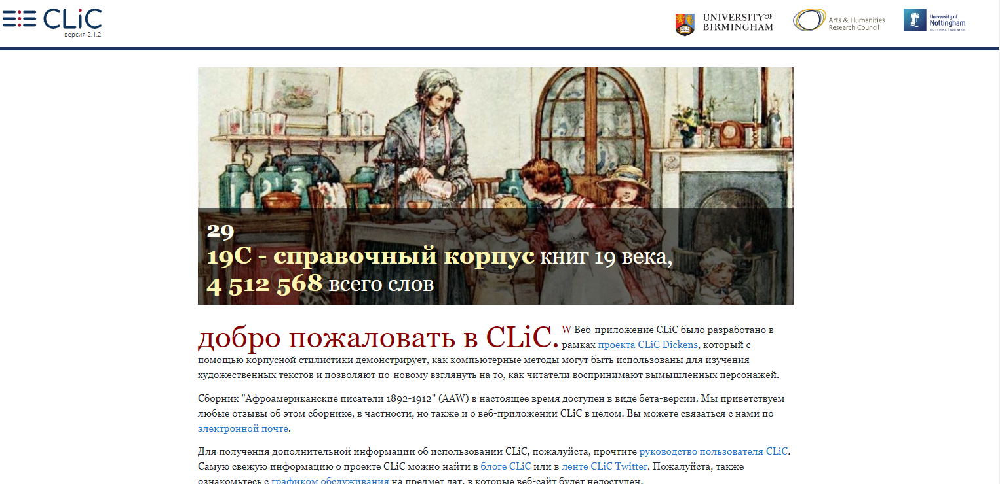 CLiC
версия 2.1.2
UNIVERSITY OF
BIRMINGHAM
Arts & Humanities
Research Council
University of
Nottingham
UK | CHINA | MALAYSIA
29
19C - справочный корпус книг 19 века,
4 512 568 всего слов
добро пожаловать в CLiC. W Веб-приложение CLiC было разработано в
рамках проекта CLiC Dickens, который с
помощью корпусной стилистики демонстрирует, как компьютерные методы могут быть использованы для изучения
художественных текстов и позволяют по-новому взглянуть на то, как читатели воспринимают вымышленных персонажей.
Сборник "Афроамериканские писатели 1892-1912" (AAW) в настоящее время доступен в виде бета-версии. Мы приветствуем
любые отзывы об этом сборнике, в частности, но также и о веб-приложении CLiC в целом. Вы можете связаться с нами по
электронной почте.
Для получения дополнительной информации об использовании CLiC, пожалуйста, прочтите руководство пользователя CLiC.
Самую свежую информацию о проекте CLiC можно найти в блоге CLiC или в ленте CLiC Twitter. Пожалуйста, также
ознакомьтесь с графиком обслуживания на предмет дат, в которые веб-сайт будет недоступен.